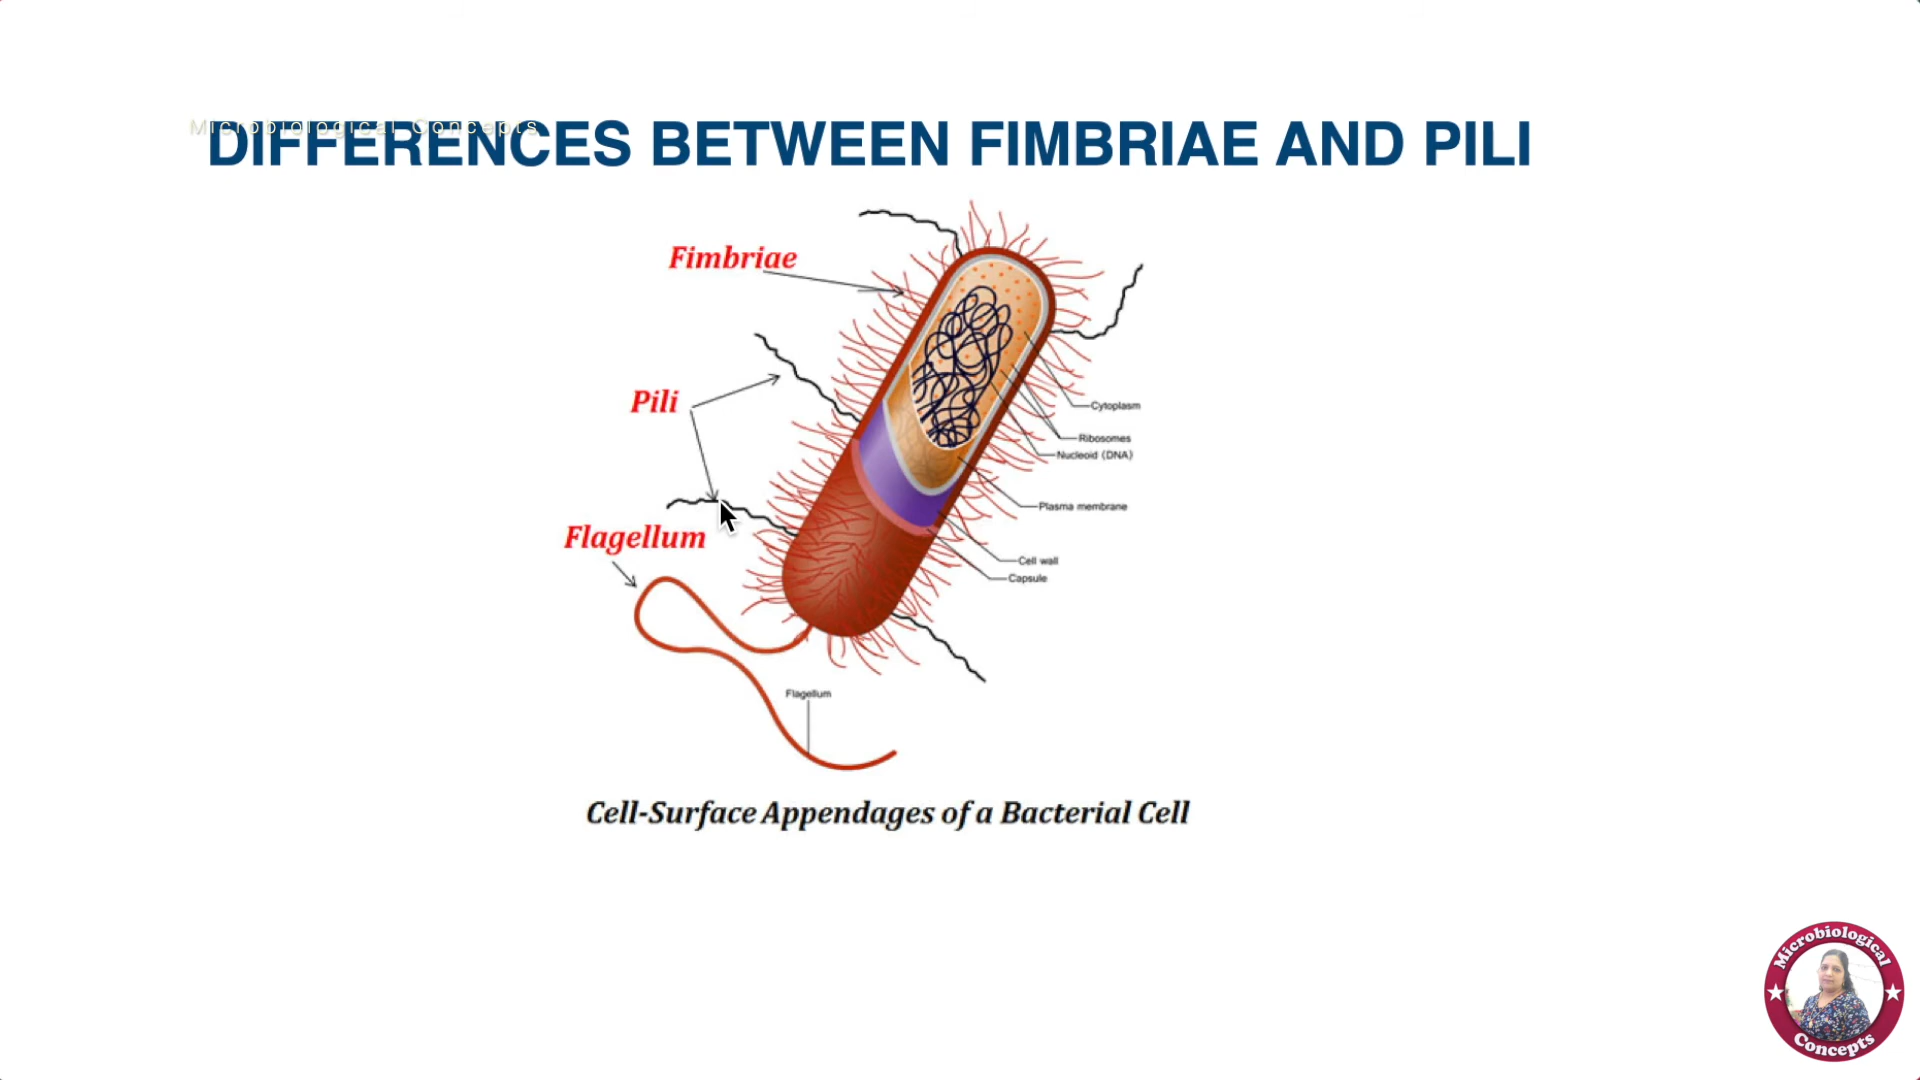 Microbiological Concepts
DIFFERENCES BETWEEN FIMBRIAE AND PILI
Fimbriae
Pili
Cytoplasm
Ribosomes
Nucleoid (DNA)
Plasma membrane
Flagellum
Cell wall
Capsule
Flagellum
Cell-Surface Appendages of a Bacterial Cell
Microbiological
Concepts